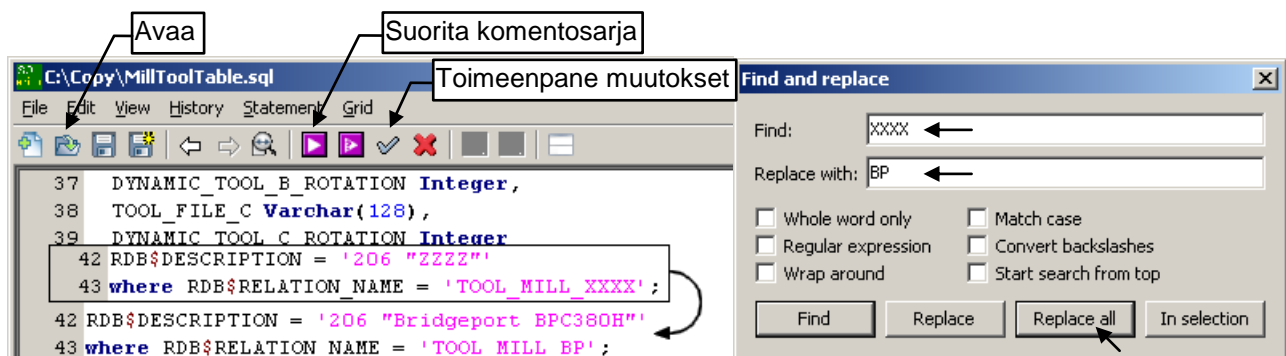 Avaa
Suorita komentosarja
Toimeenpane muutokset
C:\Copy\MillToolTable.sql
File Edit View History Statement Grid
37 DYNAMIC_TOOL_B_ROTATION Integer,
38 TOOL_FILE_C Varchar(128),
39 DYNAMIC_TOOL_C_ROTATION Integer
42 RDB$DESCRIPTION = '206 "ZZZZ"'
43 where RDB$RELATION_NAME = 'TOOL_MILL_XXXX';
42 RDB$DESCRIPTION = '206 "Bridgeport BPC380H"'
43 where RDB$RELATION_NAME = 'TOOL_MILL_BP';
Find and replace
Find: XXXX
Replace with: BP
Whole word only
Match case
Regular expression
Convert backslashes
Wrap around
Start search from top
Find Replace Replace all In selection